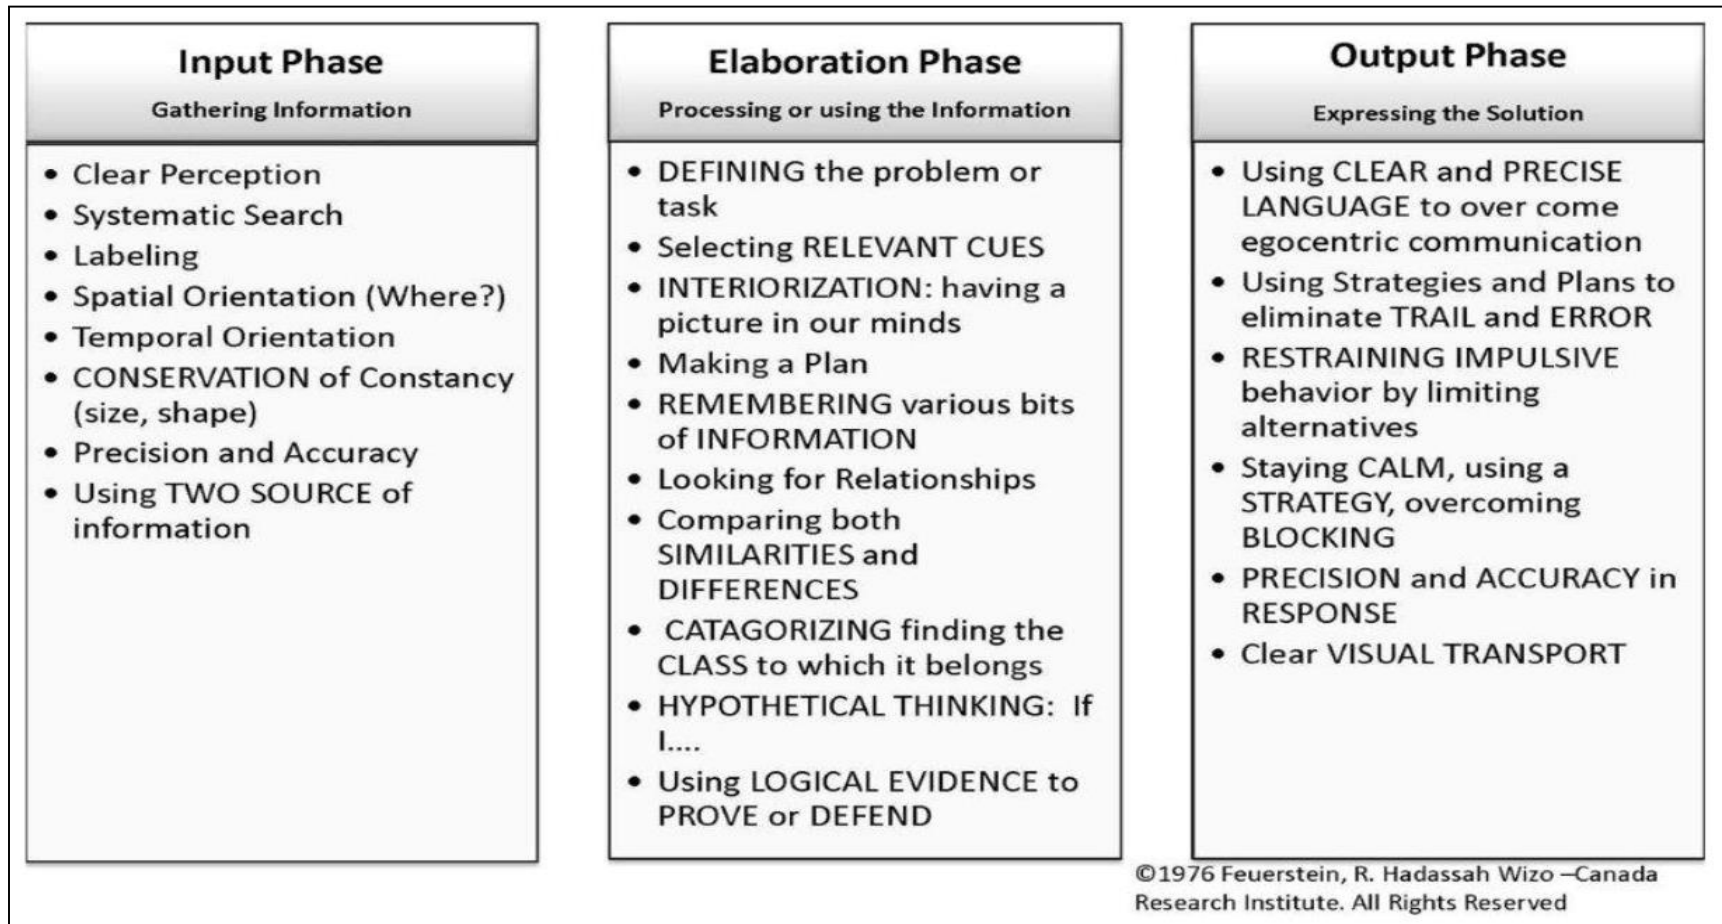 Input Phase
Gathering Information
• Clear Perception
• Systematic Search
• Labeling
• Spatial Orientation (Where?)
• Temporal Orientation
• CONSERVATION of Constancy
(size, shape)
• Precision and Accuracy
• Using TWO SOURCE of
information
Elaboration Phase
Processing or using the Information
• DEFINING the problem or
task
• Selecting RELEVANT CUES
• INTERIORIZATION: having a
picture in our minds
• Making a Plan
• REMEMBERING various bits
of INFORMATION
• Looking for Relationships
• Comparing both
SIMILARITIES and
DIFFERENCES
• CATAGORIZING finding the
CLASS to which it belongs
• HYPOTHETICAL THINKING: If
I....
• Using LOGICAL EVIDENCE to
PROVE or DEFEND
Output Phase
Expressing the Solution
• Using CLEAR and PRECISE
LANGUAGE to over come
egocentric communication
• Using Strategies and Plans to
eliminate TRAIL and ERROR
• RESTRAINING IMPULSIVE
behavior by limiting
alternatives
• Staying CALM, using a
STRATEGY, overcoming
BLOCKING
• PRECISION and ACCURACY in
RESPONSE
• Clear VISUAL TRANSPORT
©1976 Feuerstein, R. Hadassah Wizo –Canada
Research Institute. All Rights Reserved